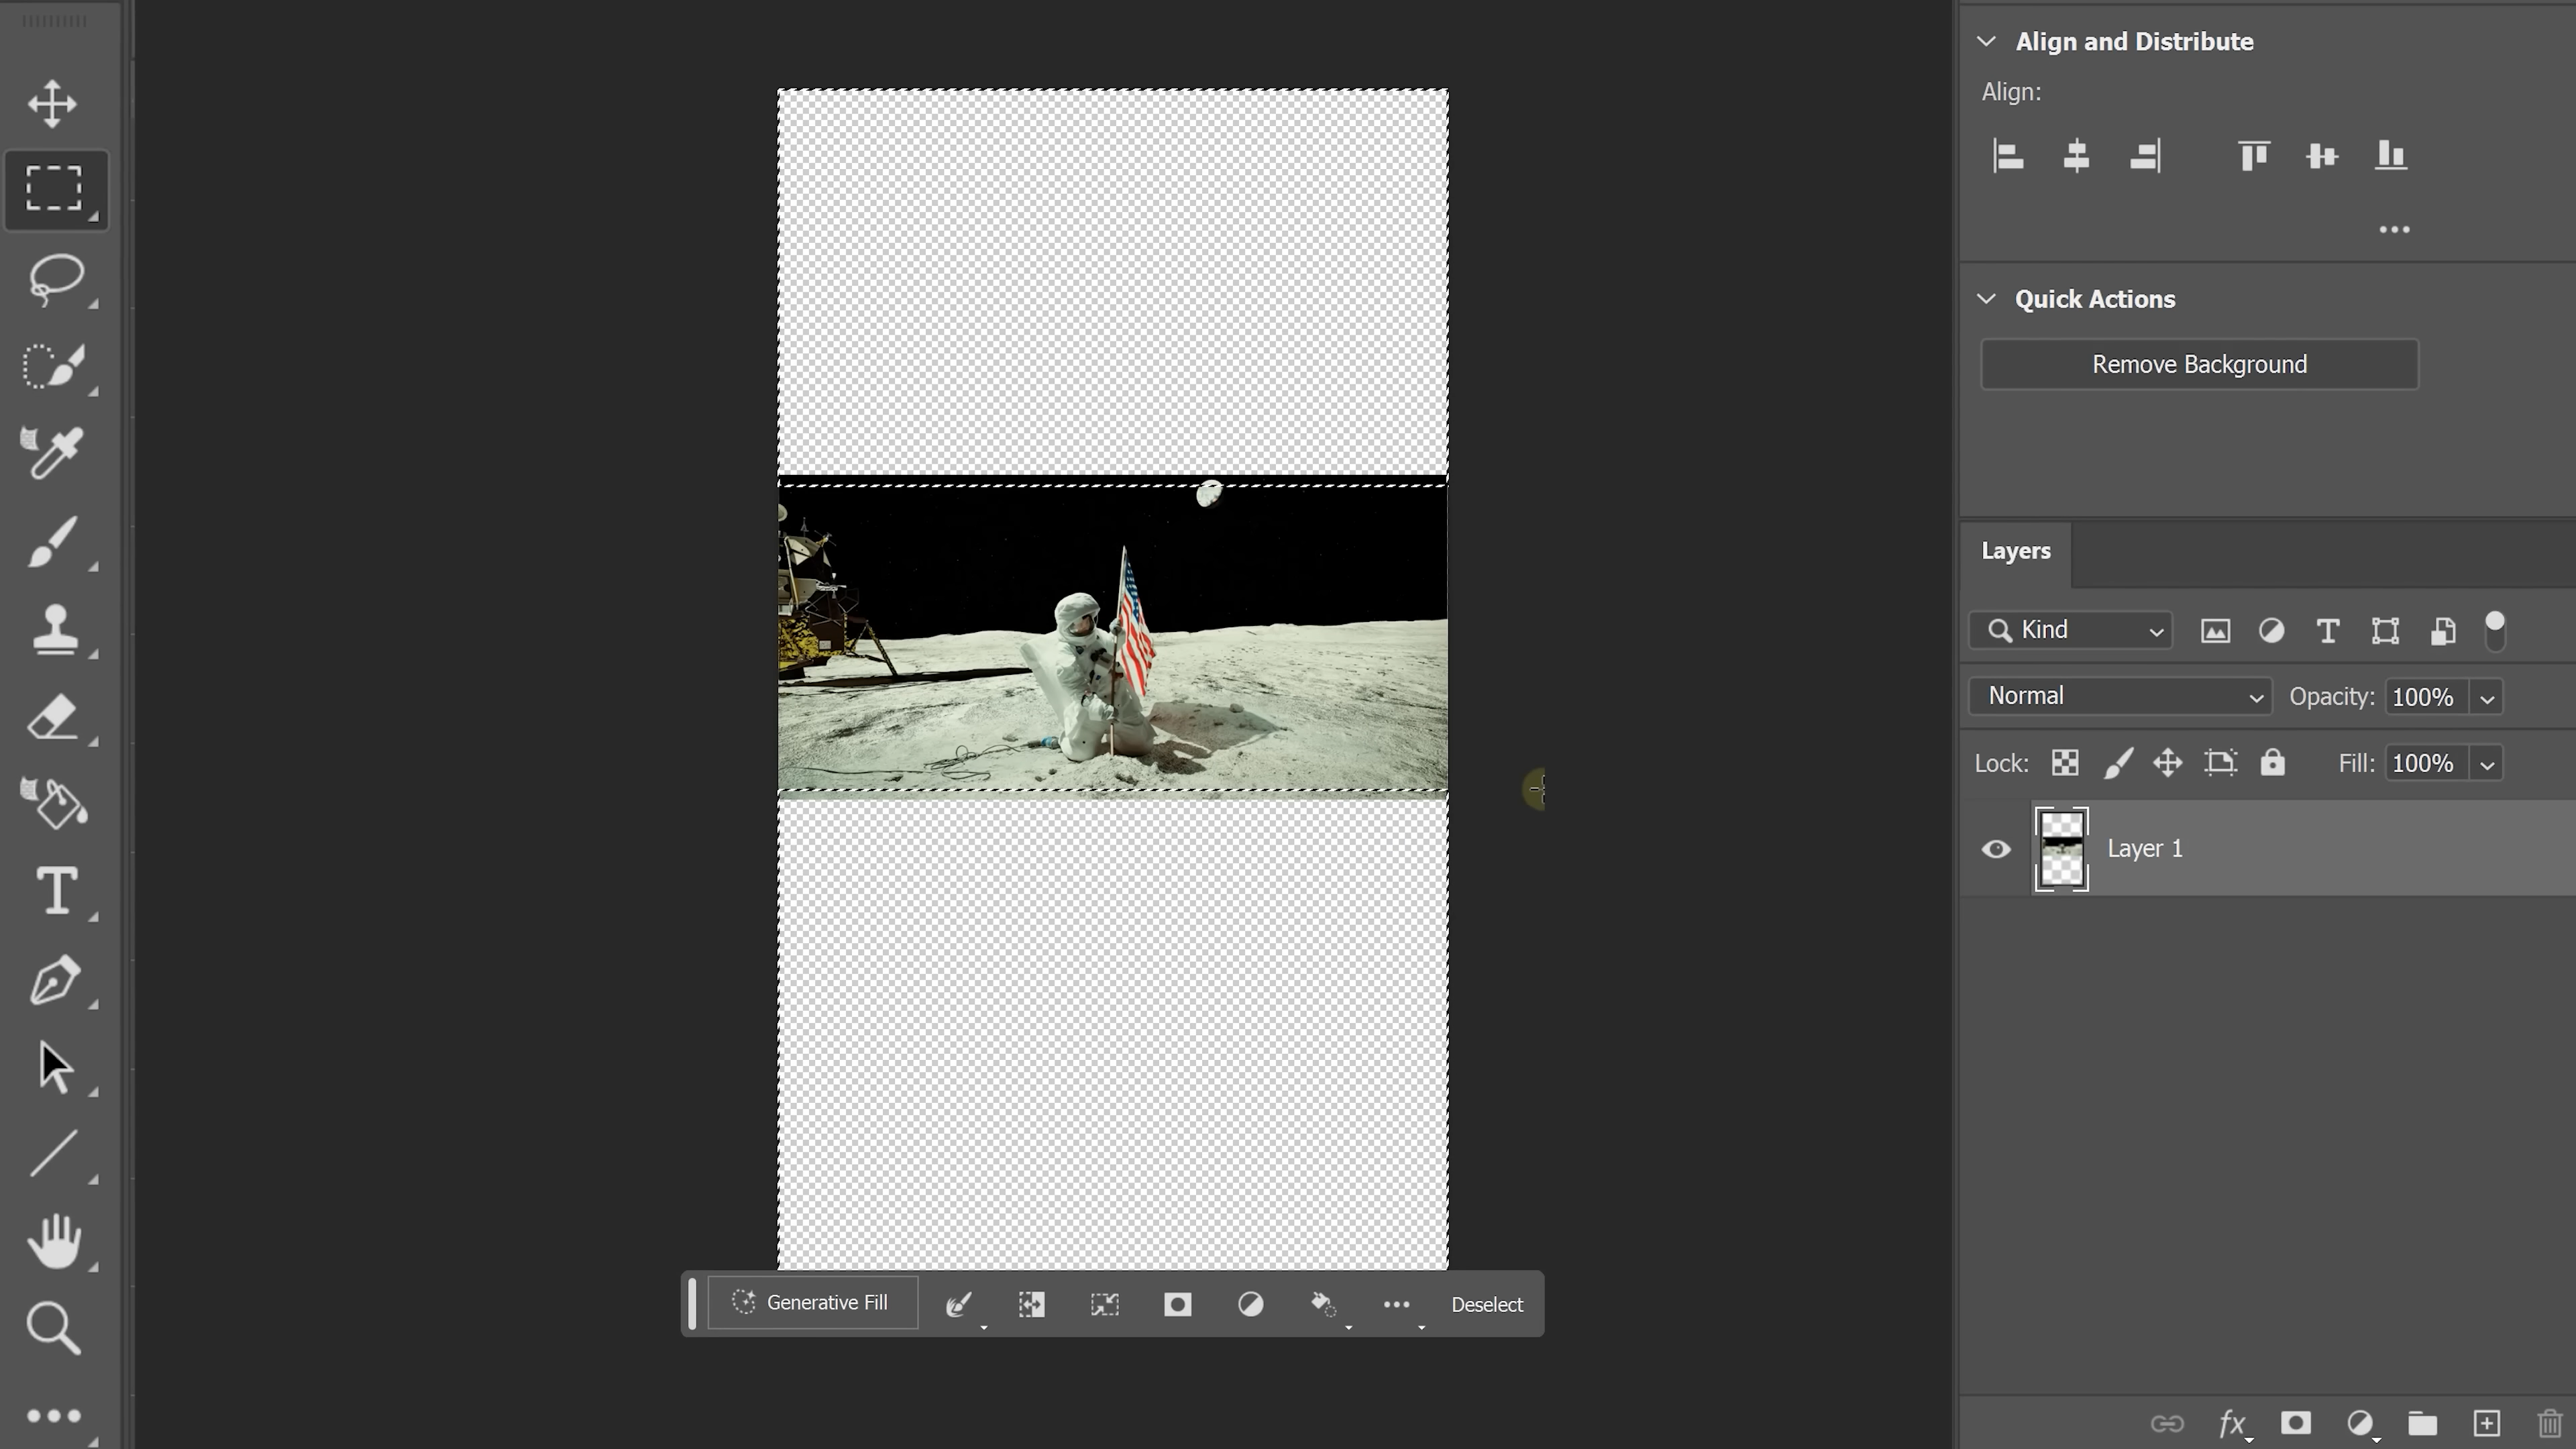 Align and Distribute
Align:
Quick Actions
Remove Background
Layers
Kind
Normal
Opacity: 100%
Lock:
Fill: 100%
Layer 1
Generative Fill
Deselect
fx